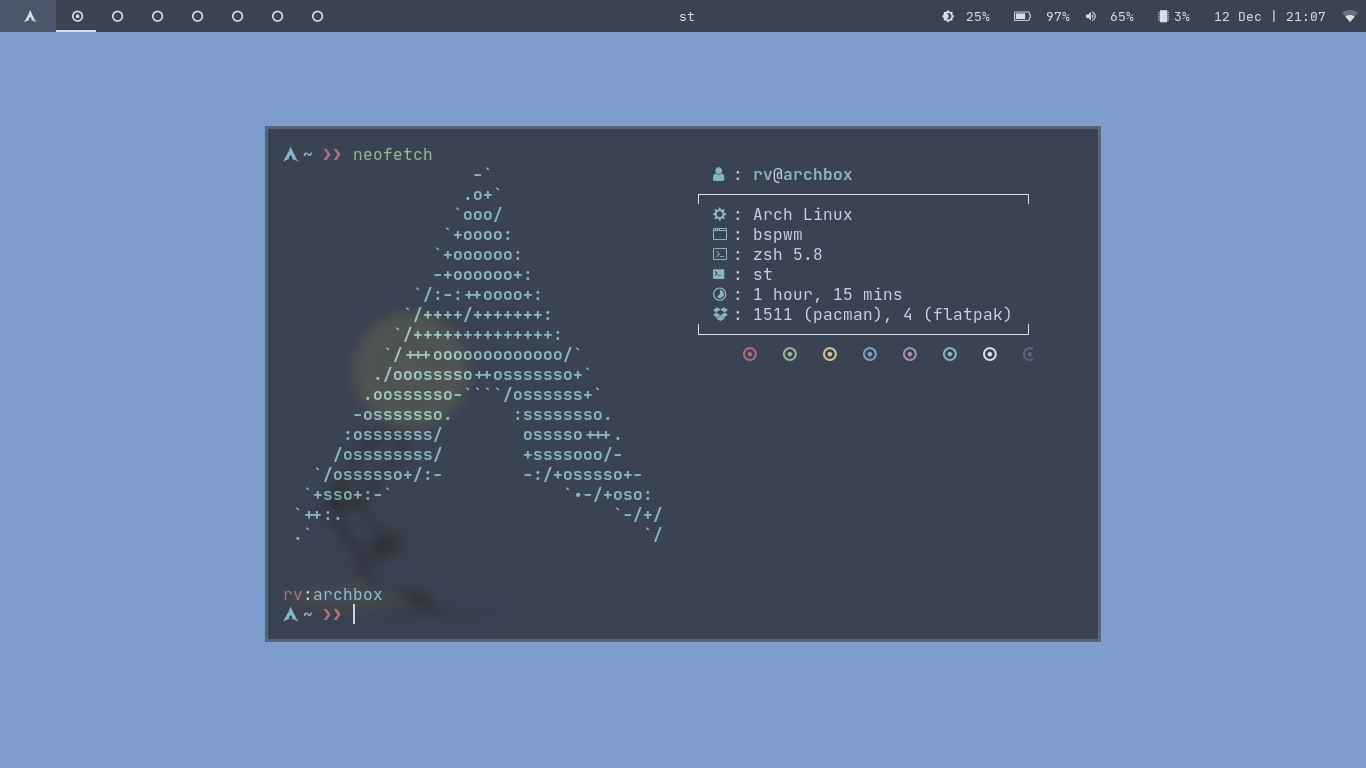 st 25% 97% 65% 3% 12 Dec | 21:07
~ ❯❯ neofetch
-`
.o+`
`ooo/
`+oooo:
`+oooooo:
-+oooooo+:
`/:-:++oooo+:
`/++++/+++++++:
`/++++++++++++++:
`/+++ooooooooooooo/`
./ooosssso++osssssso+`
.oossssso-````/ossssss+`
-osssssso.      :ssssssso.
:osssssss/        osssso+++.
/ossssssss/        +ssssooo/-
`/ossssso+/:-        -:/+osssso+-
`+sso+:-`                 `•-/+oso:
`++:.                           `-/+/
.`                                 `/
: rv@archbox
: Arch Linux
: bspwm
: zsh 5.8
: st
: 1 hour, 15 mins
: 1511 (pacman), 4 (flatpak)
rv:archbox
~ ❯❯